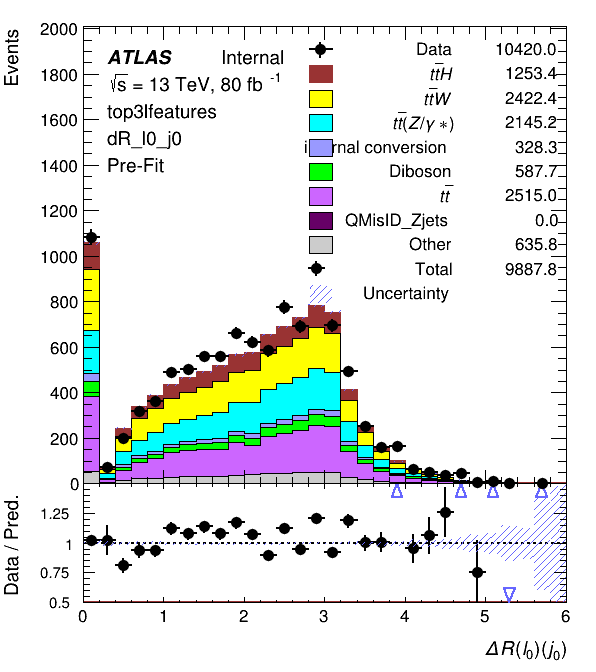 Events
2000
1800
1600
1400
1200
1000
800
600
400
200
0
ATLAS Internal
√s = 13 TeV, 80 fb⁻¹
top3lfeatures
dR_l0_j0
Pre-Fit
Data 10420.0
tt̄H 1253.4
tt̄W 2422.4
tt̄(Z/γ*) 2145.2
conversion 328.3
Diboson 587.7
tt̄ 2515.0
QMisID_Zjets 0.0
Other 635.8
Total 9887.8
Uncertainty
Data / Pred.
1.25
1
0.75
0.5
0 1 2 3 4 5 6
ΔR(l₀)(j₀)